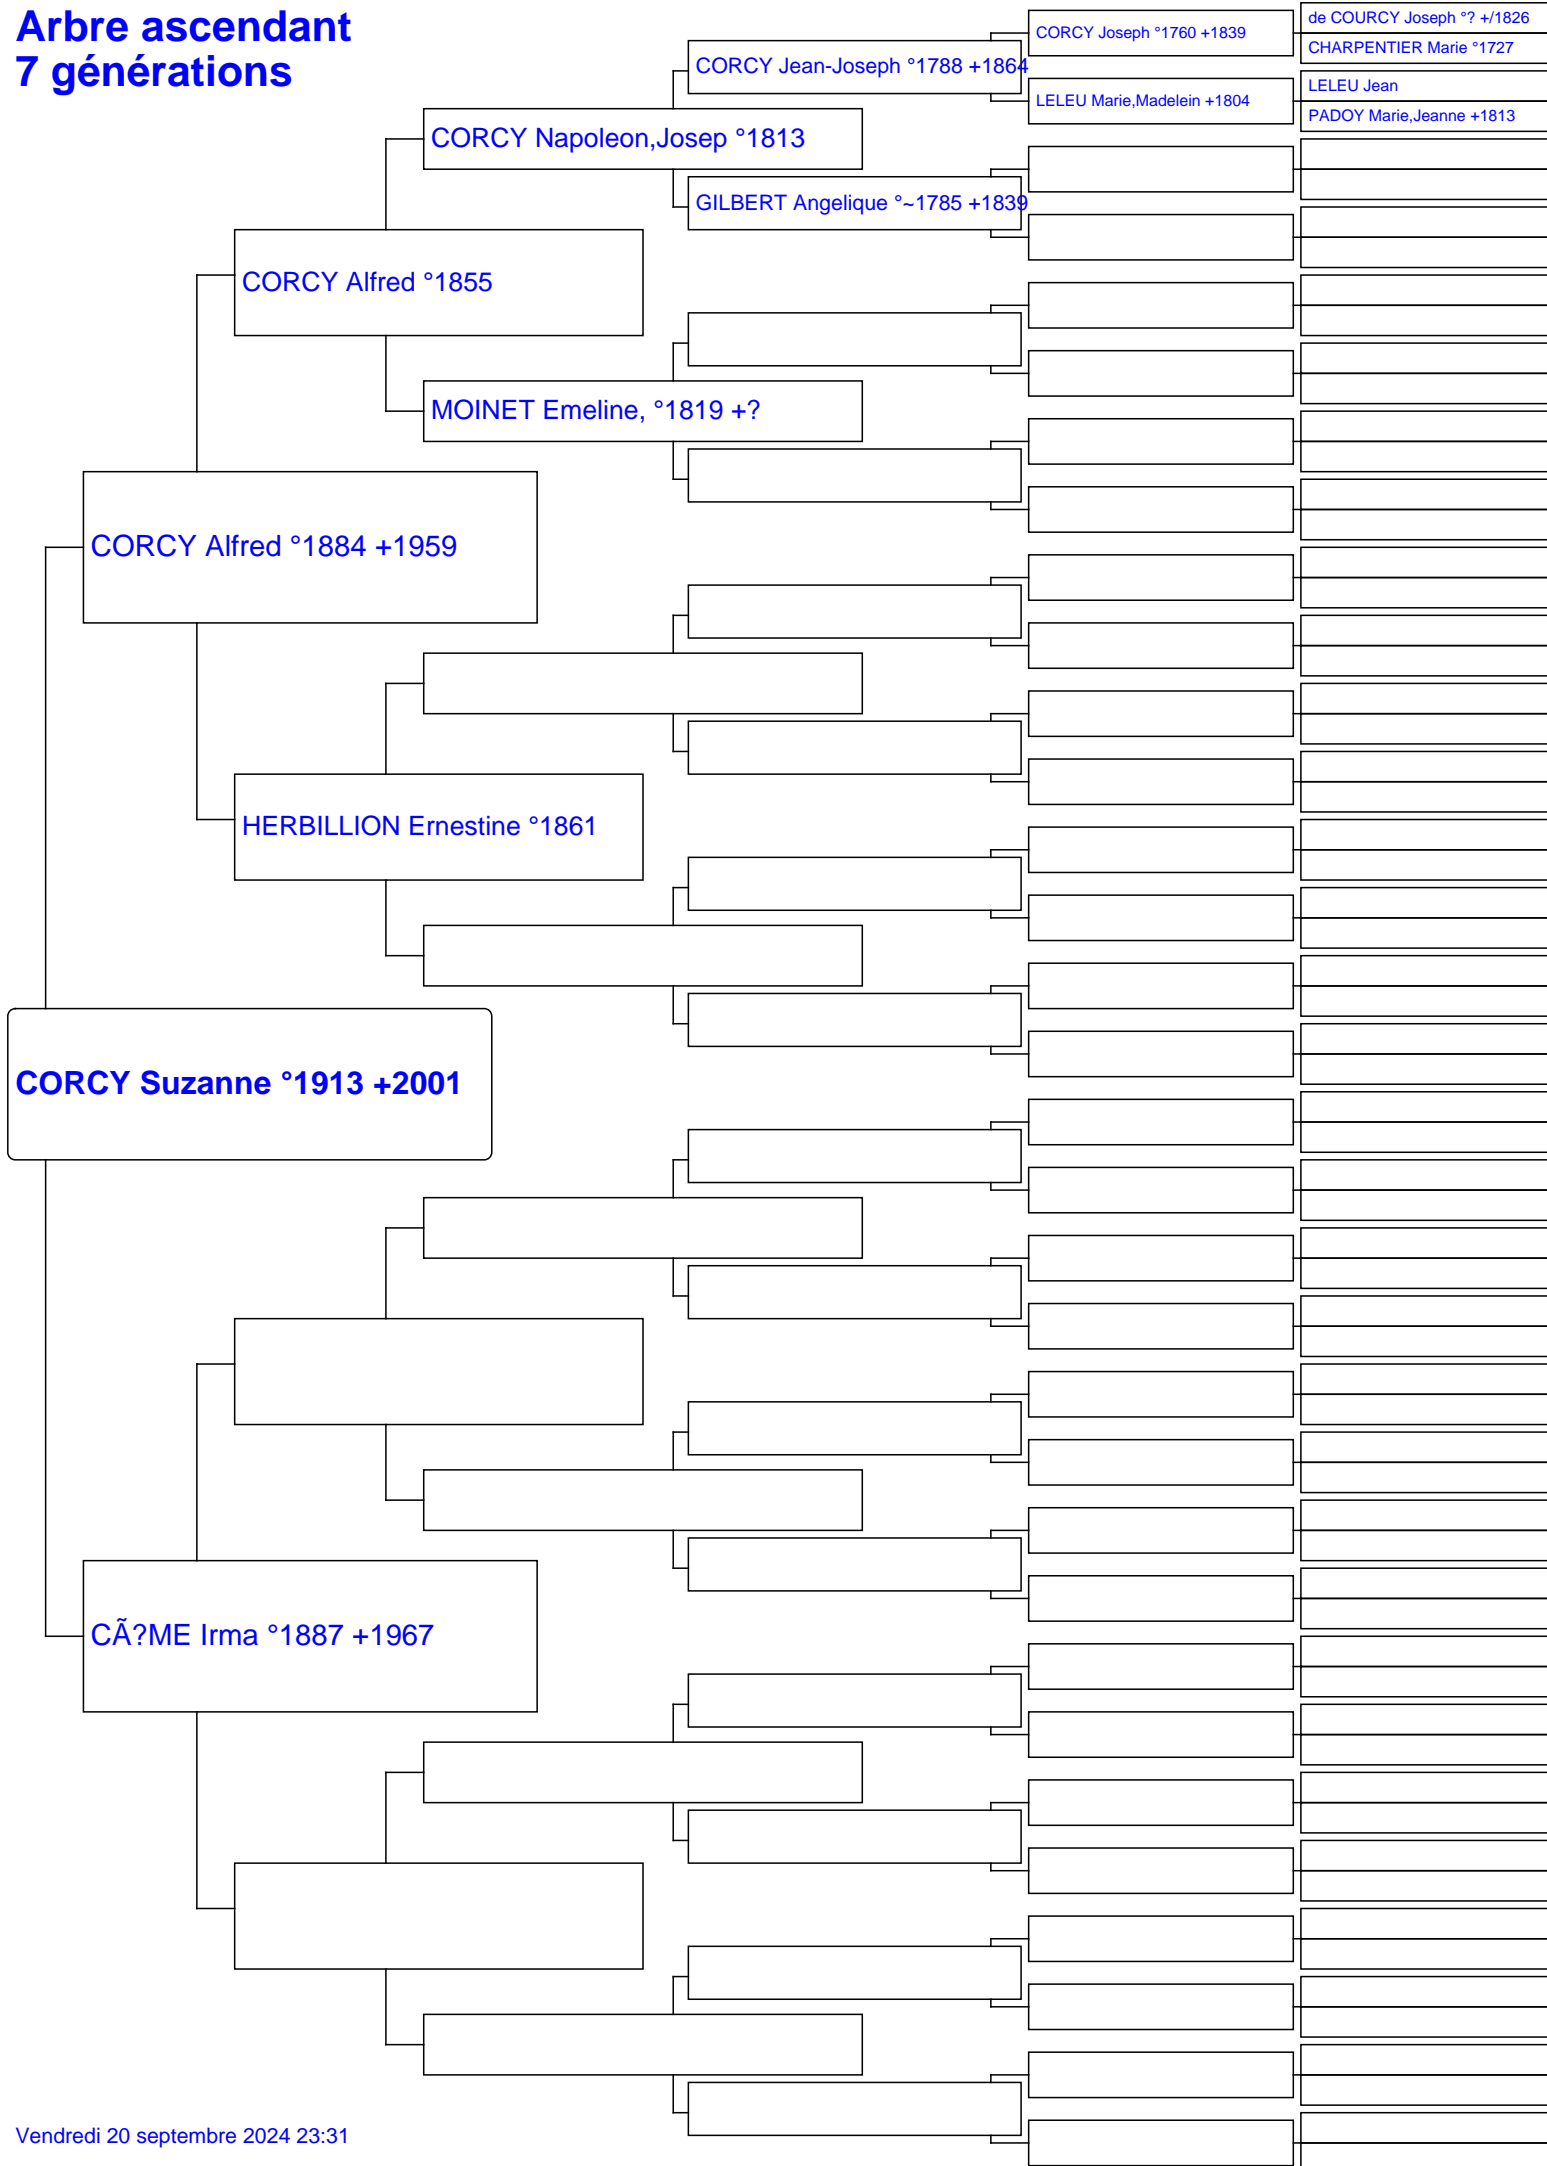 Arbre ascendant
7 générations
CORCY Suzanne °1913 +2001
CORCY Alfred °1884 +1959
CORCY Alfred °1855
CORCY Napoleon,Josep °1813
CORCY Jean-Joseph °1788 +1864
CORCY Joseph °1760 +1839
de COURCY Joseph °? +/1826
CHARPENTIER Marie °1727
LELEU Marie,Madelein +1804
LELEU Jean
PADOY Marie,Jeanne +1813
GILBERT Angelique °~1785 +1839
MOINET Emeline, °1819 +?
HERBILLION Ernestine °1861
CÃ?ME Irma °1887 +1967
Vendredi 20 septembre 2024 23:31